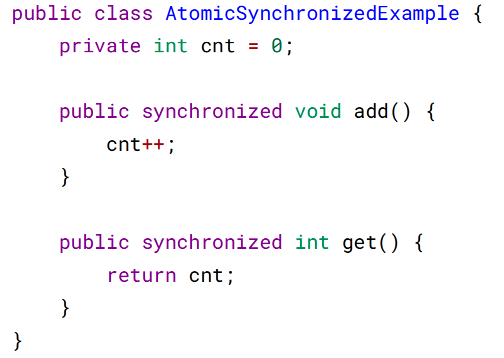 public class AtomicSynchronizedExample {
    private int cnt = 0;

    public synchronized void add() {
        cnt++;
    }

    public synchronized int get() {
        return cnt;
    }
}